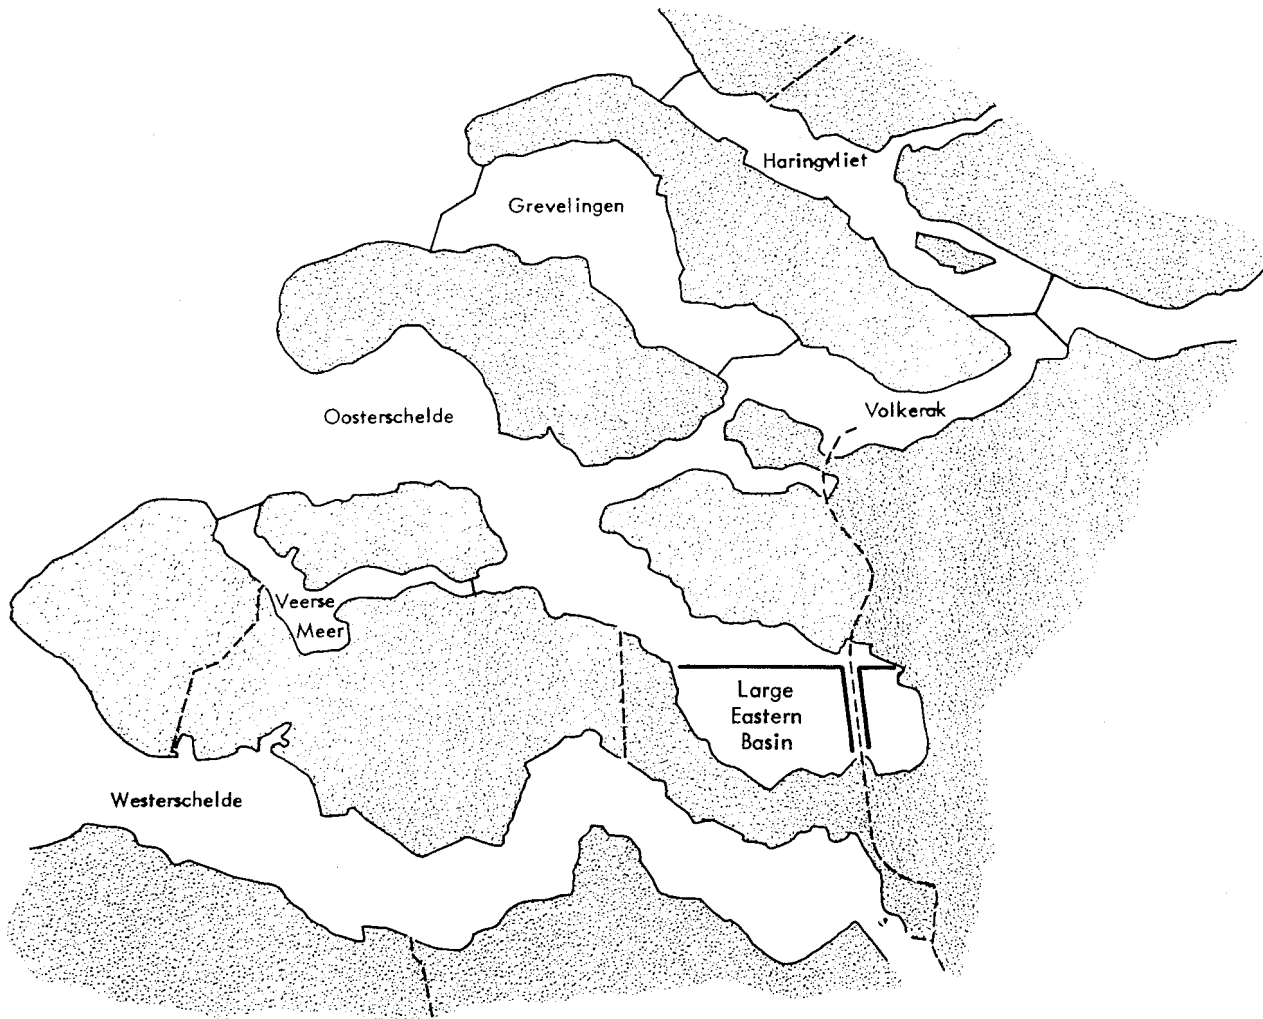 Haringvliet
Grevelingen
Volkerak
Oosterschelde
Veerse
Meer
Large
Eastern
Basin
Westerschelde